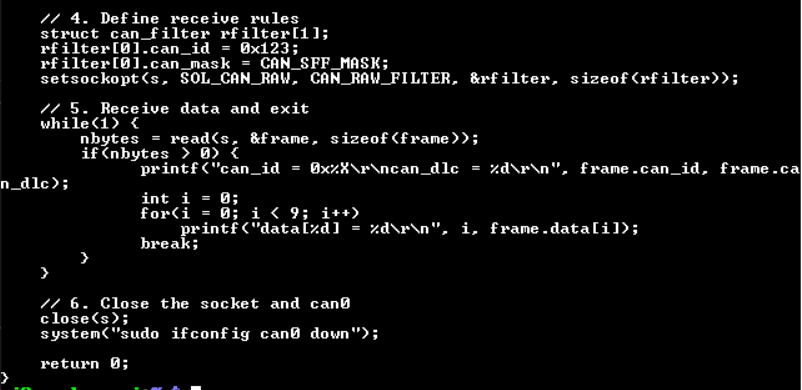 // 4. Define receive rules
    struct can_filter rfilter[1];
    rfilter[0].can_id = 0x123;
    rfilter[0].can_mask = CAN_SFF_MASK;
    setsockopt(s, SOL_CAN_RAW, CAN_RAW_FILTER, &rfilter, sizeof(rfilter));

    // 5. Receive data and exit
    while(1) {
        nbytes = read(s, &frame, sizeof(frame));
        if(nbytes > 0) {
              printf("can_id = 0x%X\r\ncan_dlc = %d\r\n", frame.can_id, frame.ca
n_dlc);
              int i = 0;
              for(i = 0; i < 9; i++)
                  printf("data[%d] = %d\r\n", i, frame.data[i]);
              break;
        }
    }

    // 6. Close the socket and can0
    close(s);
    system("sudo ifconfig can0 down");

    return 0;
}